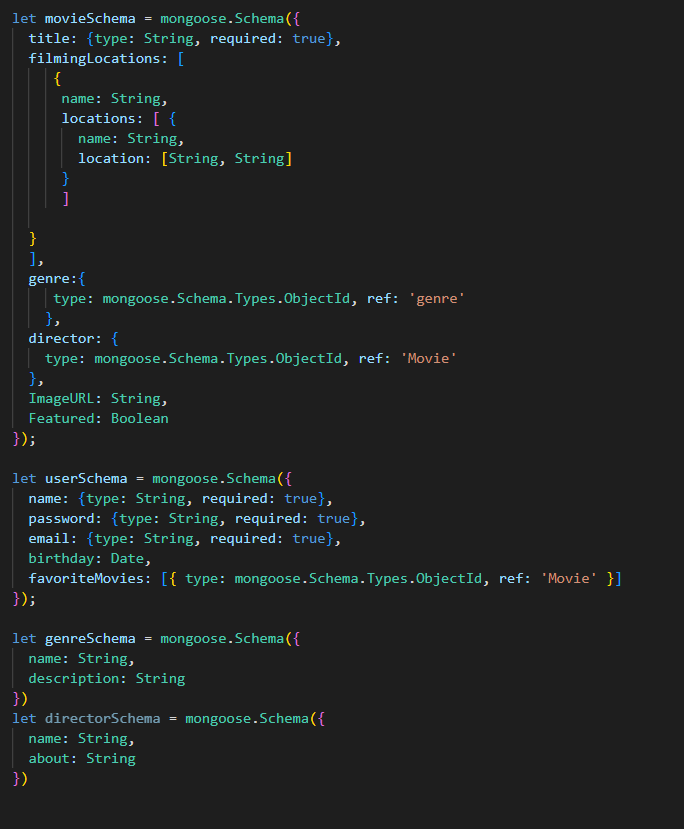 let movieSchema = mongoose.Schema({
title: {type: String, required: true},
filmingLocations: [
{
name: String,
locations: [ {
name: String,
location: [String, String]
}
]
}
],
genre:{
type: mongoose.Schema.Types.ObjectId, ref: 'genre'
},
director: {
type: mongoose.Schema.Types.ObjectId, ref: 'Movie'
},
ImageURL: String,
Featured: Boolean
});
let userSchema = mongoose.Schema({
name: {type: String, required: true},
password: {type: String, required: true},
email: {type: String, required: true},
birthday: Date,
favoriteMovies: [{ type: mongoose.Schema.Types.ObjectId, ref: 'Movie' }]
});
let genreSchema = mongoose.Schema({
name: String,
description: String
})
let directorSchema = mongoose.Schema({
name: String,
about: String
})